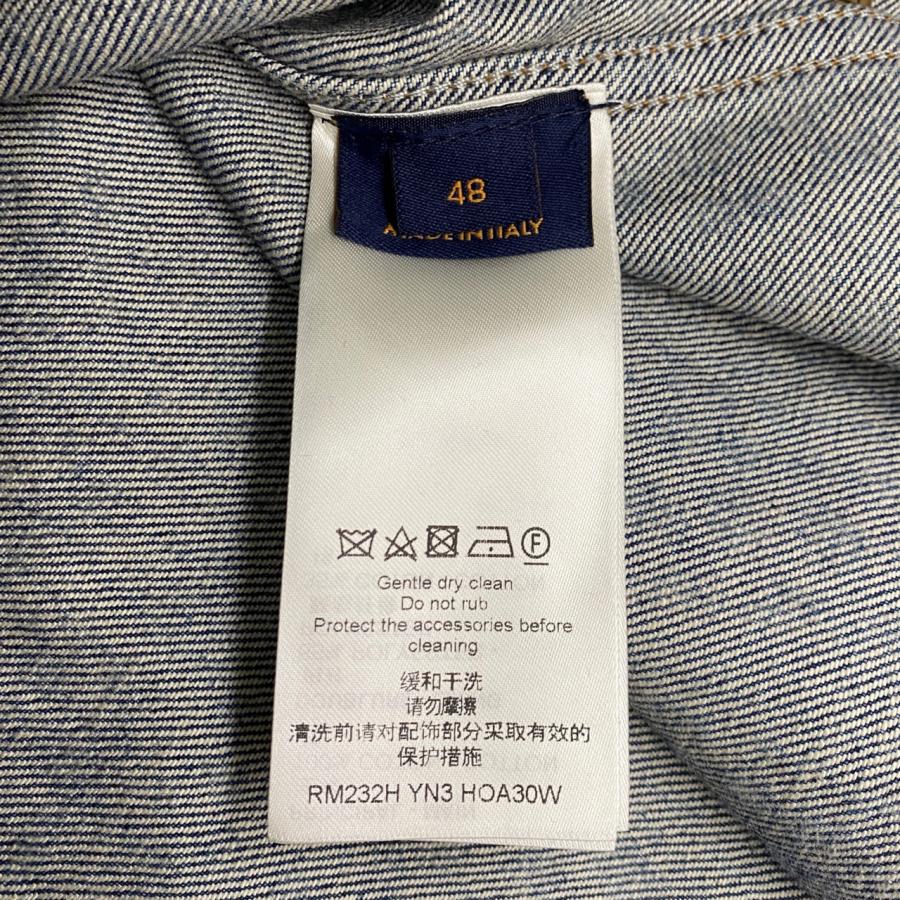 48
MADE IN ITALY
F
Gentle dry clean
Do not rub
Protect the accessories before
cleaning
缓和干洗
请勿摩擦
清洗前请对配饰部分采取有效的
保护措施
RM232H YN3 HOA30W